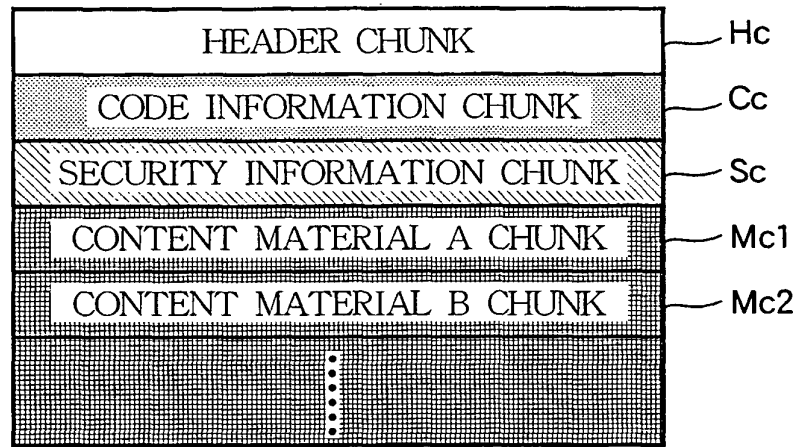 HEADER CHUNK Hc
CODE INFORMATION CHUNK Cc
SECURITY INFORMATION CHUNK Sc
CONTENT MATERIAL A CHUNK Mc1
CONTENT MATERIAL B CHUNK Mc2